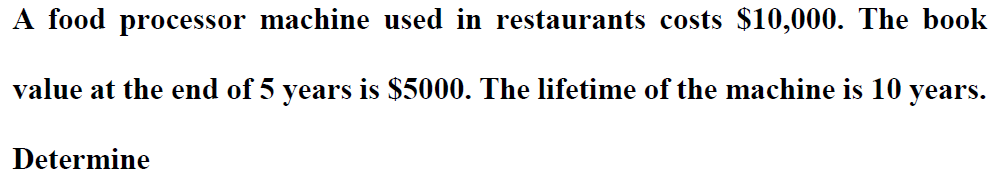 A food processor machine used in restaurants costs $10,000. The book
value at the end of 5 years is $5000. The lifetime of the machine is 10 years.
Determine